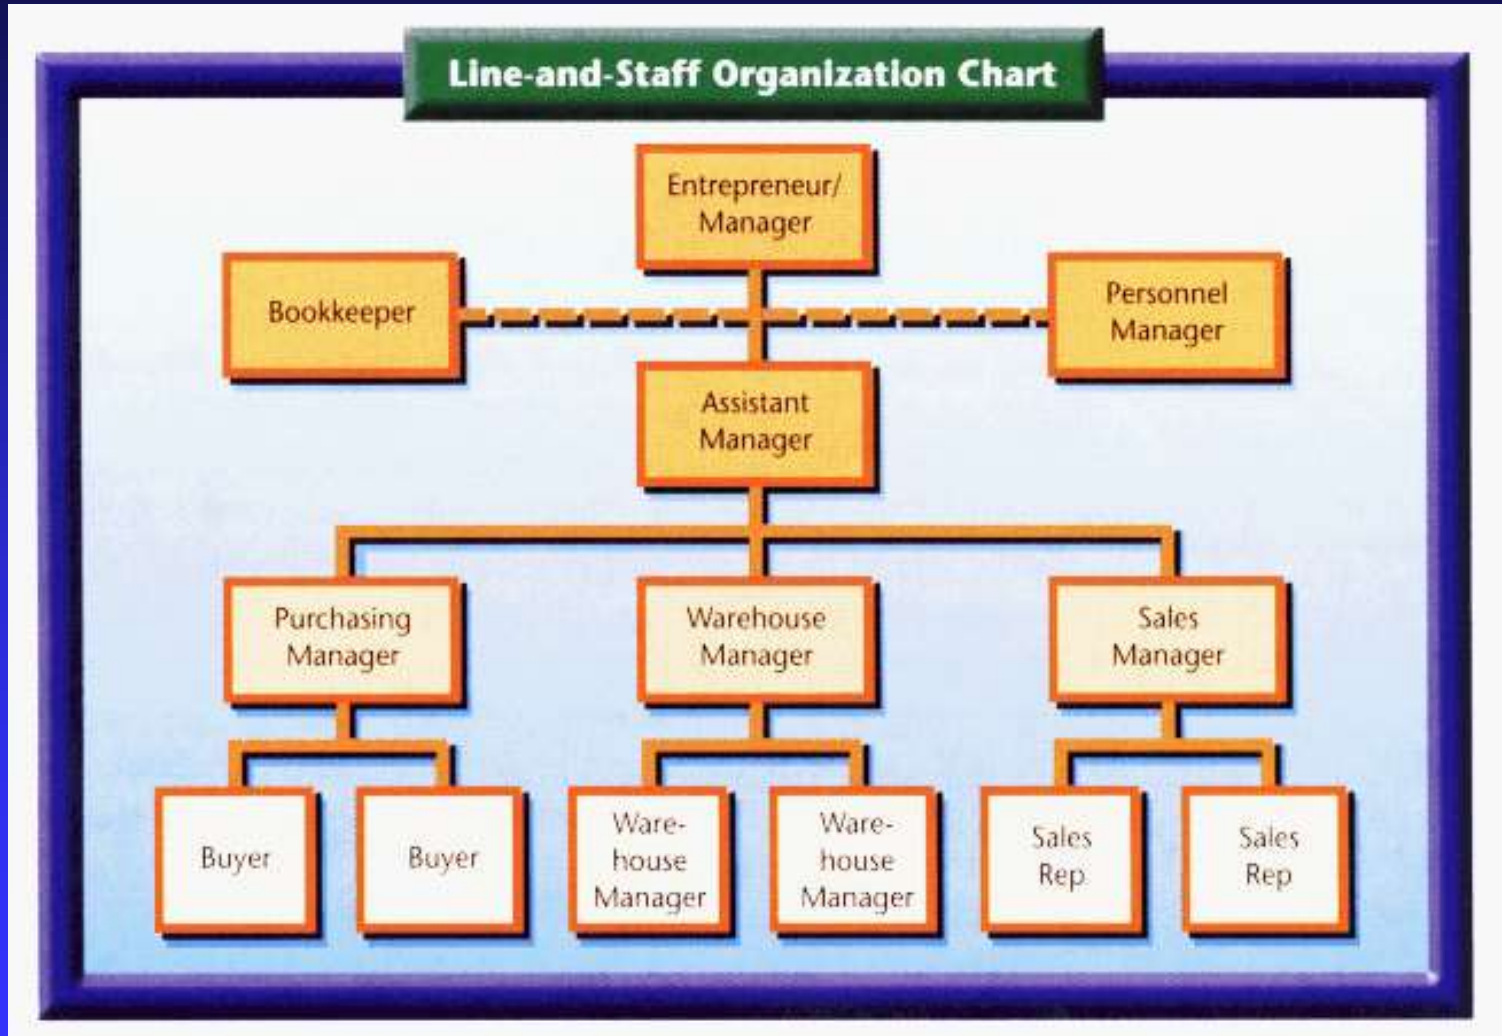 Line-and-Staff Organization Chart
Entrepreneur/
Manager
Bookkeeper
Personnel
Manager
Assistant
Manager
Purchasing
Manager
Warehouse
Manager
Sales
Manager
Buyer
Buyer
Ware-
house
Manager
Ware-
house
Manager
Sales
Rep
Sales
Rep